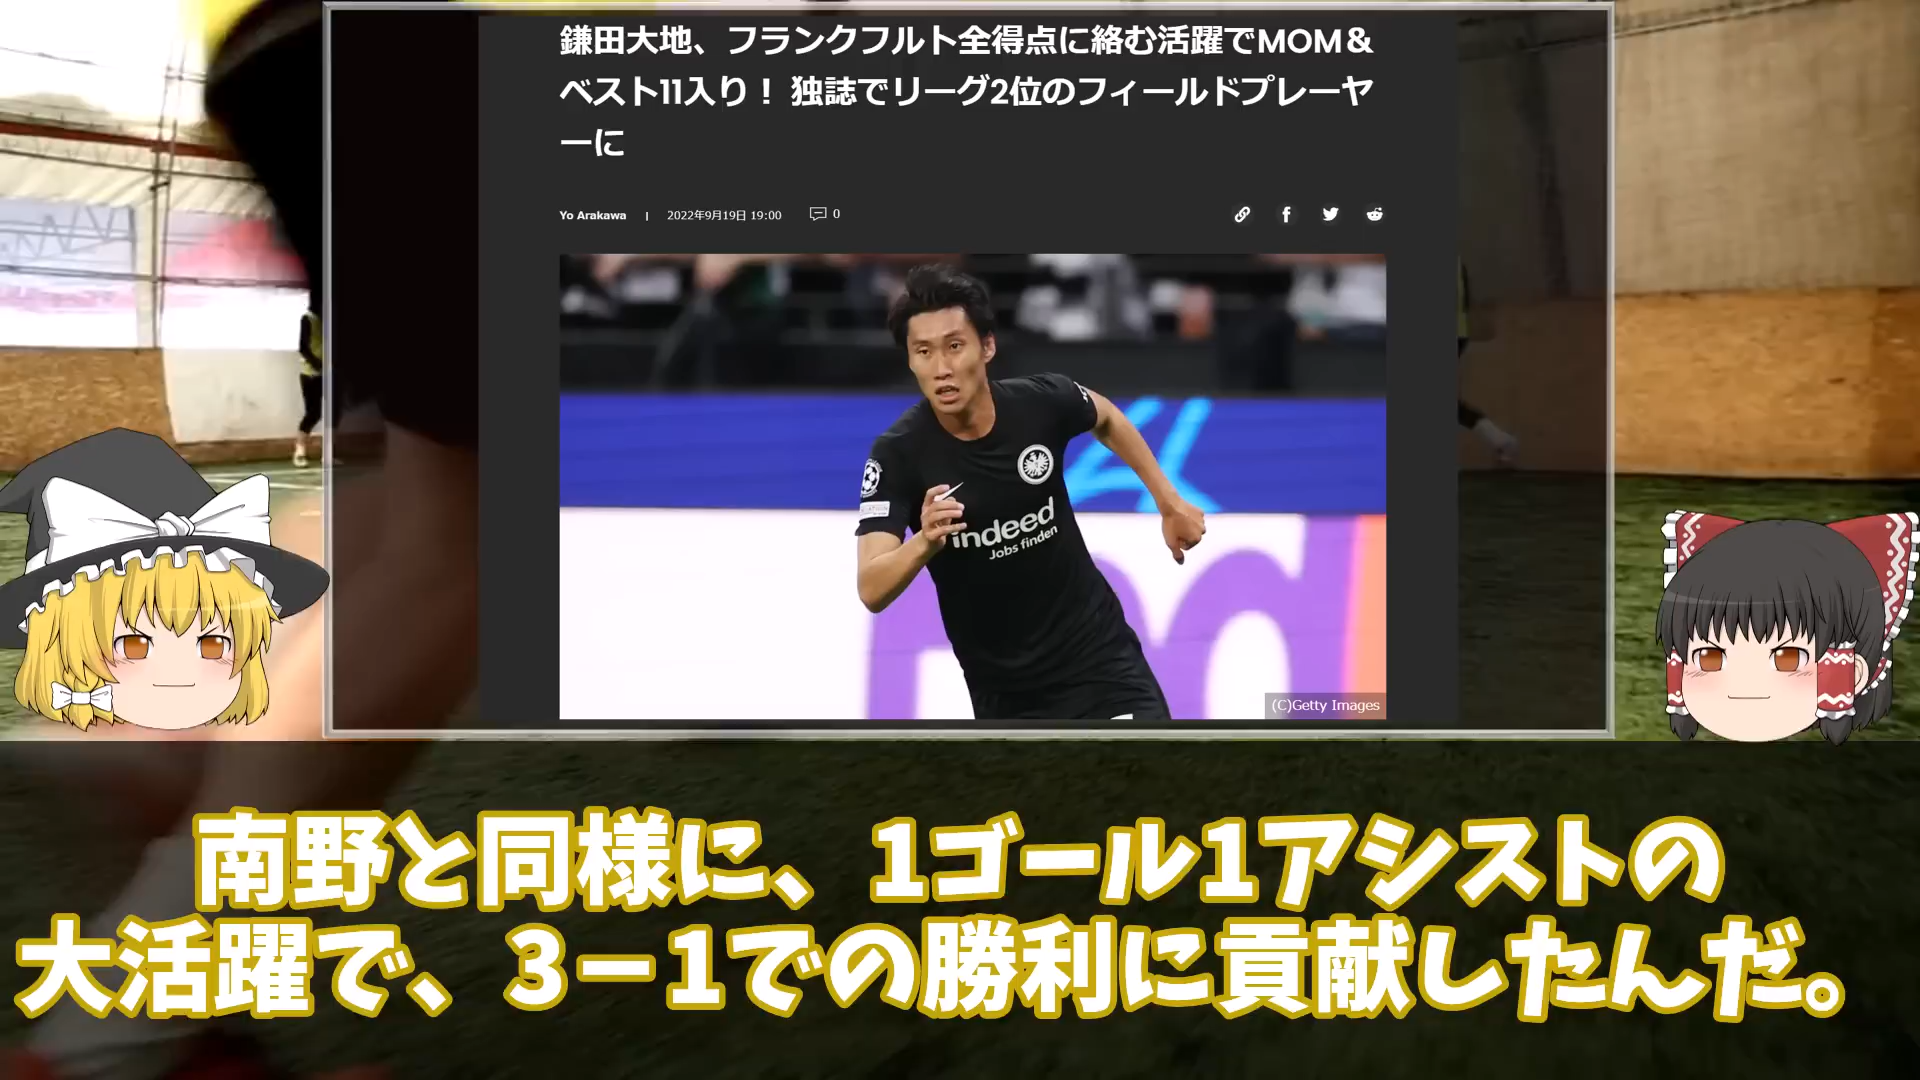 鎌田大地、フランクフルト全得点に絡む活躍でMOM＆
ベスト11入り！ 独誌でリーグ2位のフィールドプレーヤ
ーに
Yo Arakawa | 2022年9月19日 19:00 0
indeed
Jobs finden
(C)Getty Images
南野と同様に、1ゴール1アシストの
大活躍で、3－1での勝利に貢献したんだ。